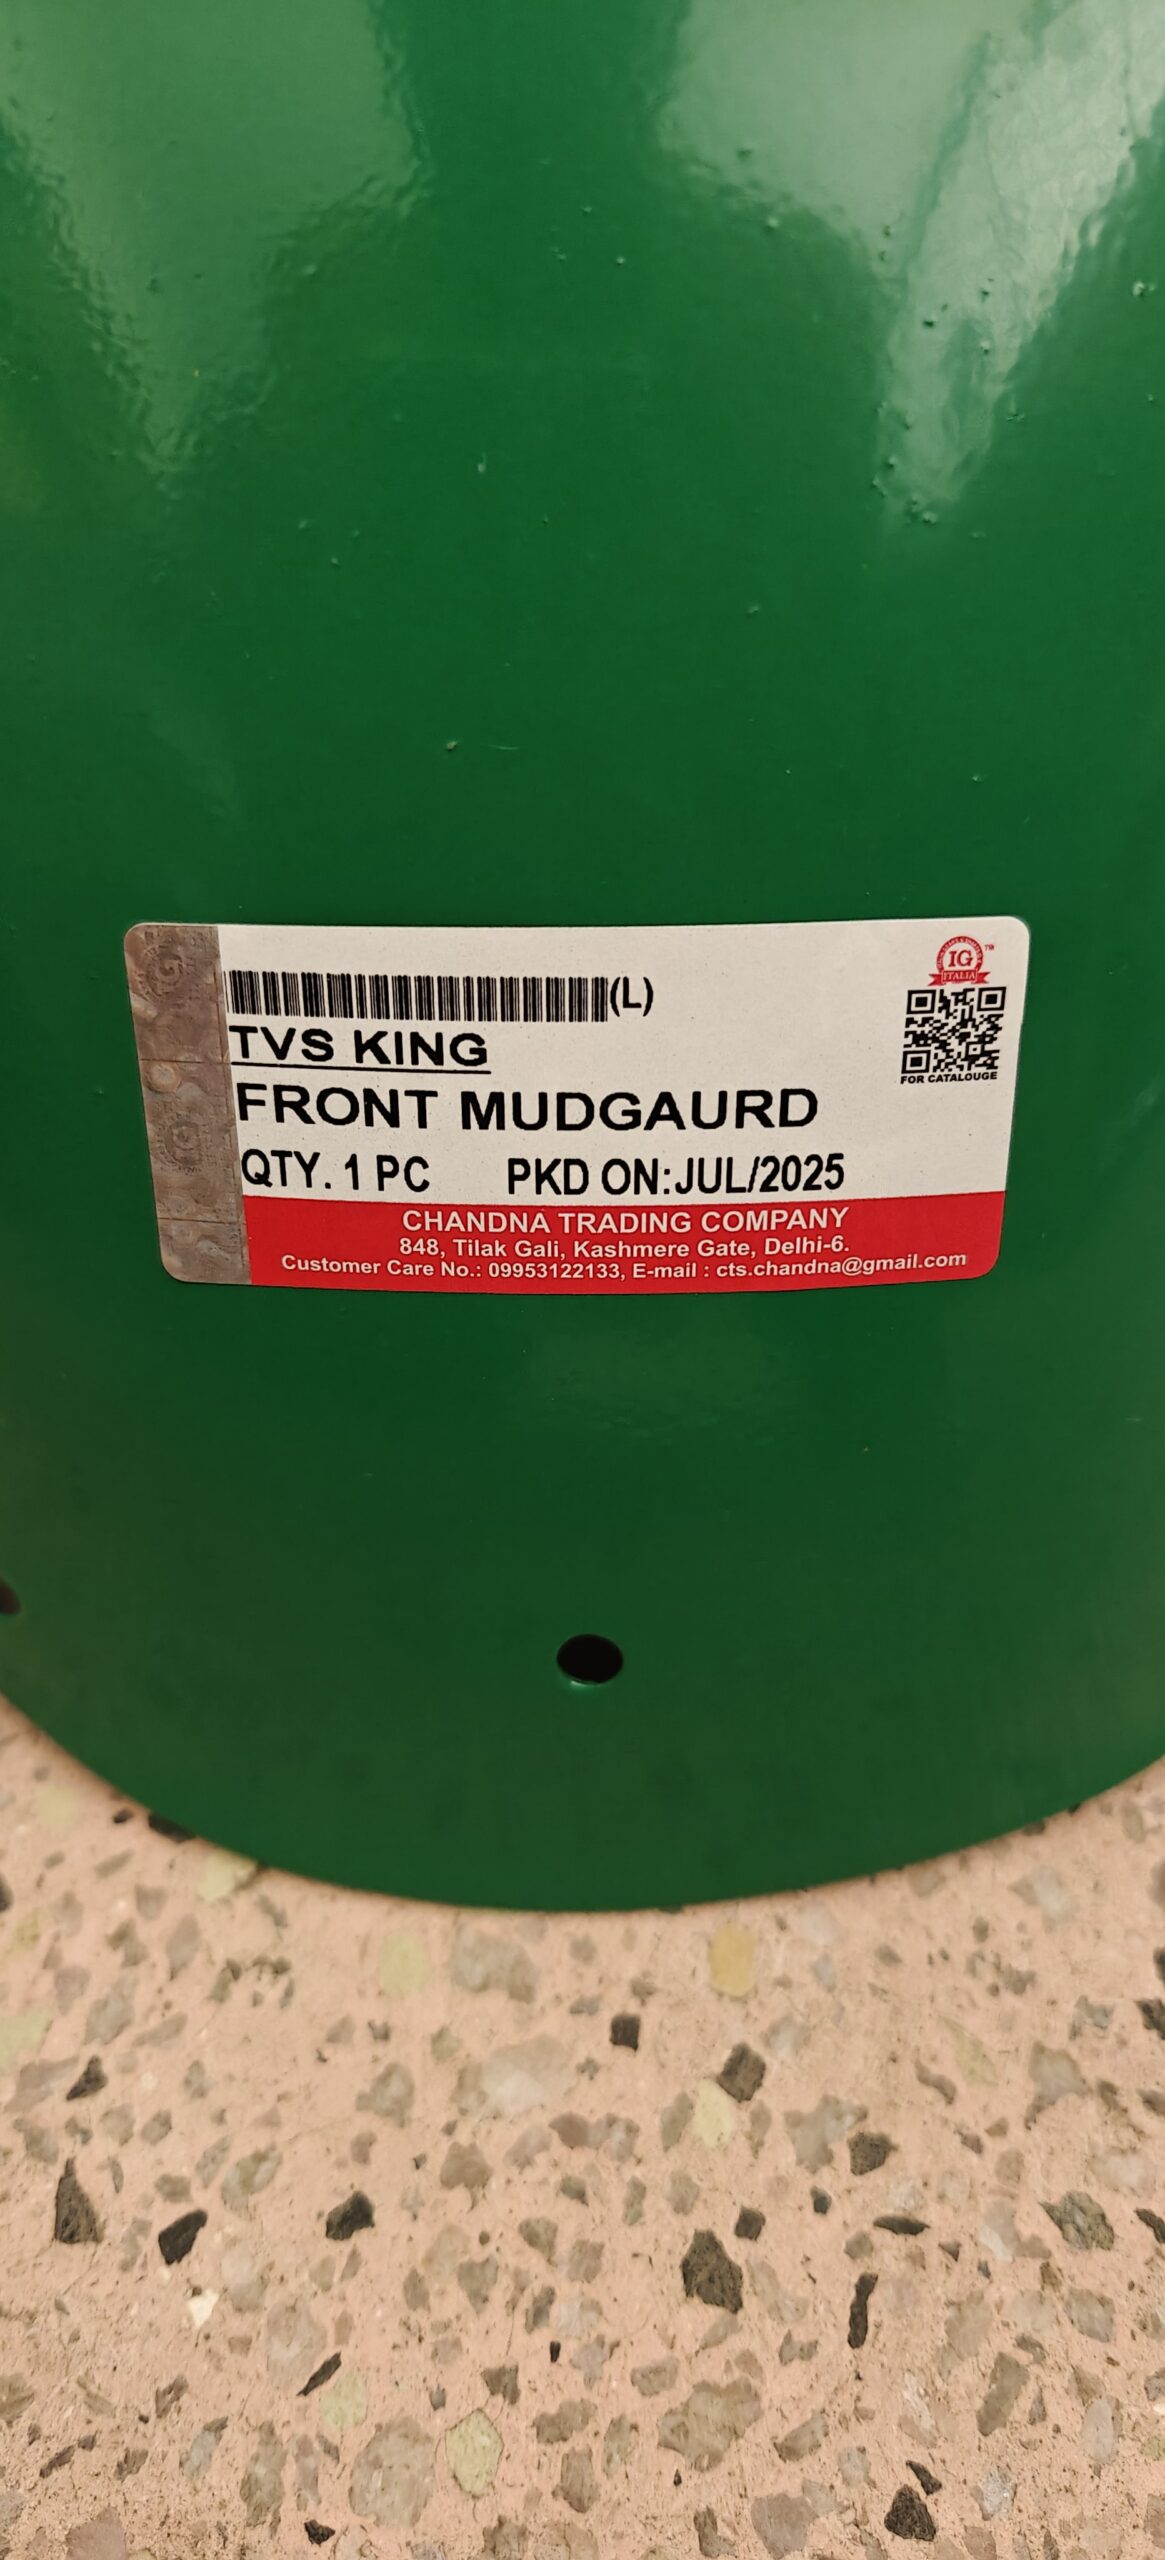 (L)
TVS KING
FRONT MUDGAURD
QTY. 1 PC PKD ON:JUL/2025
IG
ITALIA
TM
FOR CATALOUGE
CHANDNA TRADING COMPANY
848, Tilak Gali, Kashmere Gate, Delhi-6.
Customer Care No.: 09953122133, E-mail : cts.chandna@gmail.com